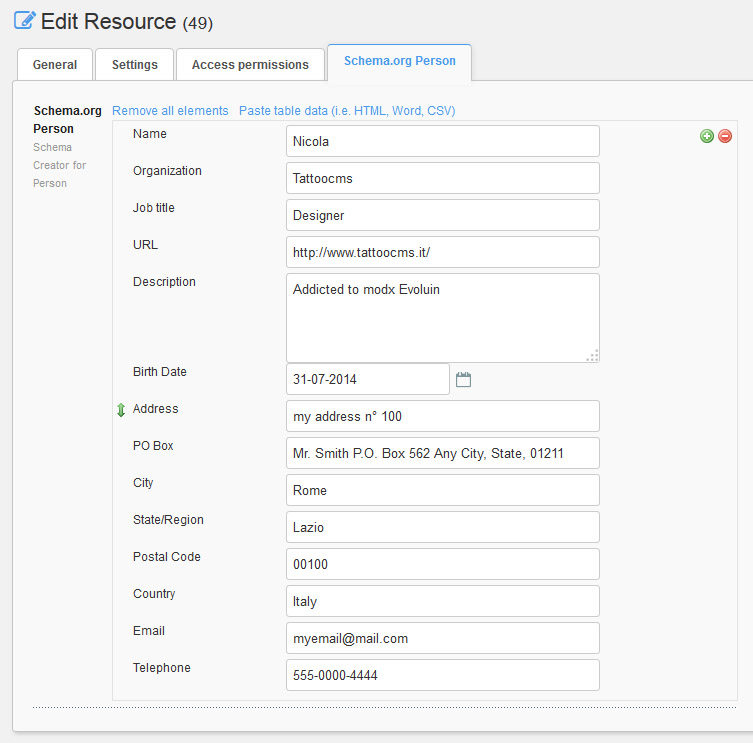 Edit Resource (49)
General Settings Access permissions Schema.org Person
Schema.org Person
Schema Creator for Person
Remove all elements Paste table data (i.e. HTML, Word, CSV)
Name Nicola
Organization Tattoocms
Job title Designer
URL http://www.tattoocms.it/
Description Addicted to modx Evoluin
Birth Date 31-07-2014
Address my address n° 100
PO Box Mr. Smith P.O. Box 562 Any City, State, 01211
City Rome
State/Region Lazio
Postal Code 00100
Country Italy
Email myemail@mail.com
Telephone 555-0000-4444